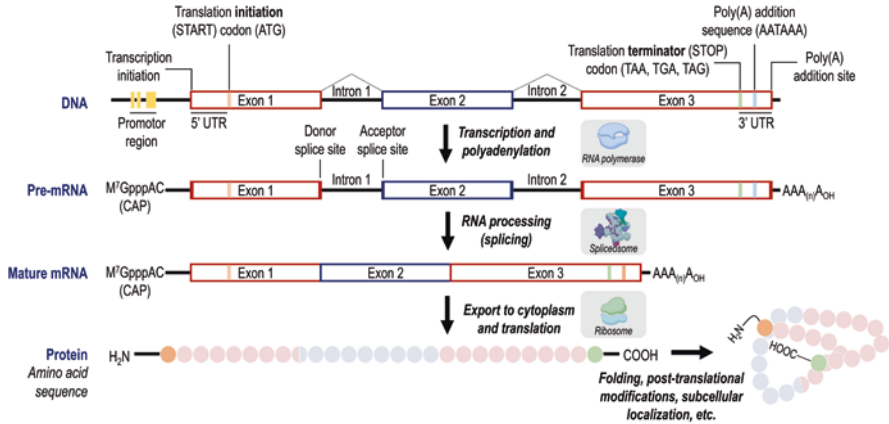 Translation initiation
(START) codon (ATG)
Poly(A) addition
sequence (AATAAA)
Transcription
initiation
Translation terminator (STOP)
codon (TAA, TGA, TAG)
Poly(A)
addition site
DNA
Exon 1
Intron 1
Exon 2
Intron 2
Exon 3
Promotor
region
5' UTR
3' UTR
Donor
splice site
Acceptor
splice site
Transcription and
polyadenylation
RNA polymerase
Pre-mRNA
M⁷GpppAC
(CAP)
Exon 1
Intron 1
Exon 2
Intron 2
Exon 3
AAA(n)AOH
RNA processing
(splicing)
Spliceosome
Mature mRNA
M⁷GpppAC
(CAP)
Exon 1
Exon 2
Exon 3
AAA(n)AOH
Export to cytoplasm
and translation
Ribosome
Protein
Amino acid
sequence
H₂N
COOH
Folding, post-translational
modifications, subcellular
localization, etc.
H₂N
HOOC